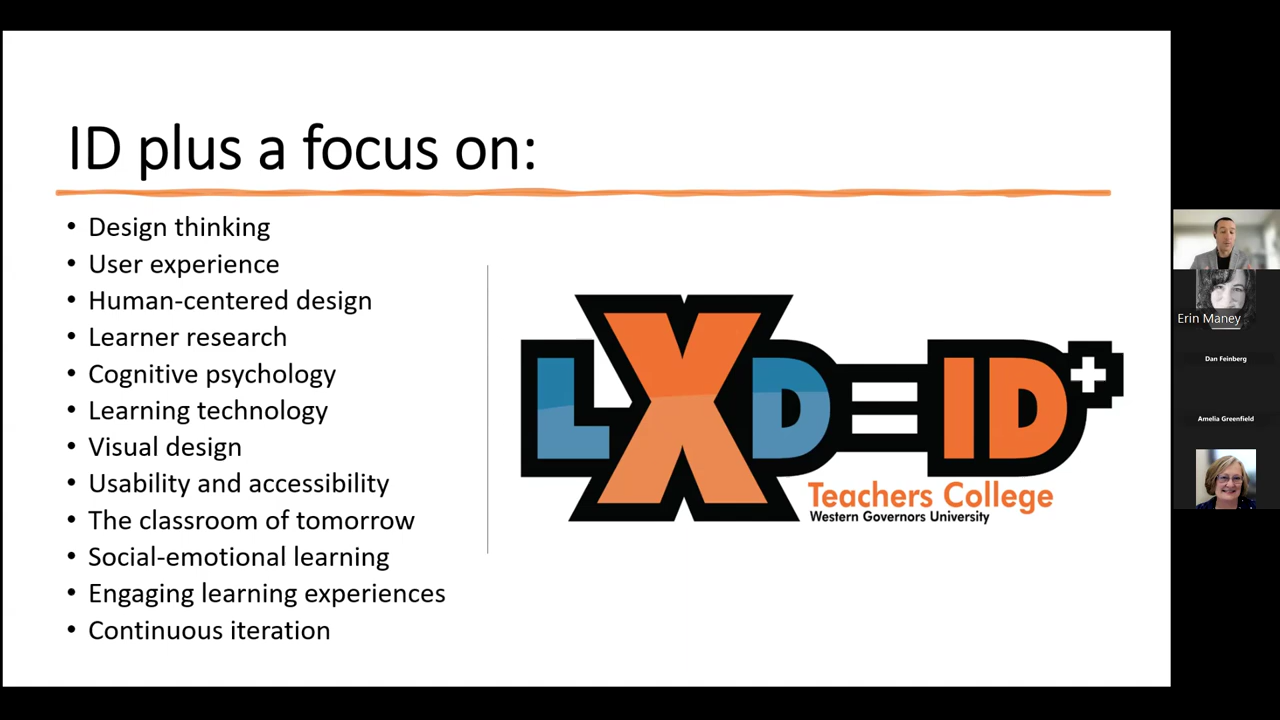 ID plus a focus on:
• Design thinking
• User experience
• Human-centered design
• Learner research
• Cognitive psychology
• Learning technology
• Visual design
• Usability and accessibility
• The classroom of tomorrow
• Social-emotional learning
• Engaging learning experiences
• Continuous iteration
LXD=ID+
Teachers College
Western Governors University
Erin Maney
Dan Feinberg
Amelia Greenfield